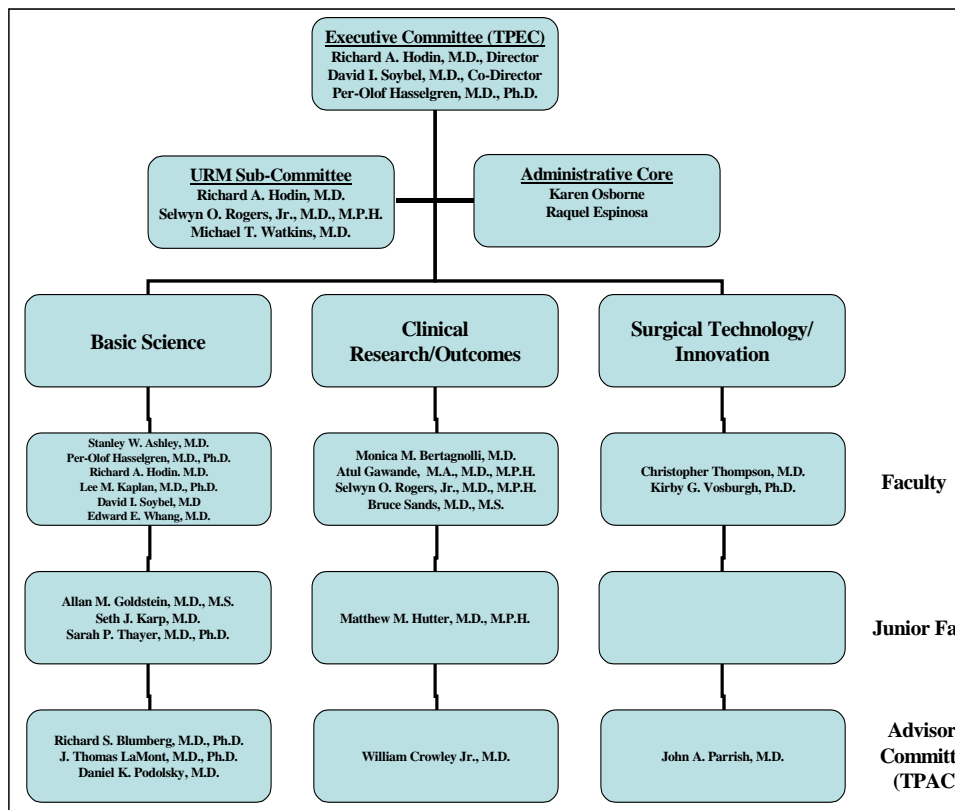 Executive Committee (TPEC)
Richard A. Hodin, M.D., Director
David I. Soybel, M.D., Co-Director
Per-Olof Hasselgren, M.D., Ph.D.
URM Sub-Committee
Richard A. Hodin, M.D.
Selwyn O. Rogers, Jr., M.D., M.P.H.
Michael T. Watkins, M.D.
Administrative Core
Karen Osborne
Raquel Espinosa
Basic Science
Clinical
Research/Outcomes
Surgical Technology/
Innovation
Stanley W. Ashley, M.D.
Per-Olof Hasselgren, M.D., Ph.D.
Richard A. Hodin. M.D.
Lee M. Kaplan, M.D., Ph.D.
David I. Soybel, M.D
Edward E. Whang, M.D.
Monica M. Bertagnolli, M.D.
Atul Gawande, M.A., M.D., M.P.H.
Selwyn O. Rogers, Jr., M.D., M.P.H.
Bruce Sands, M.D., M.S.
Christopher Thompson, M.D.
Kirby G. Vosburgh, Ph.D.
Faculty
Allan M. Goldstein, M.D., M.S.
Seth J. Karp, M.D.
Sarah P. Thayer, M.D., Ph.D.
Matthew M. Hutter, M.D., M.P.H.
Junior Fa
Richard S. Blumberg, M.D., Ph.D.
J. Thomas LaMont, M.D., Ph.D.
Daniel K. Podolsky, M.D.
William Crowley Jr., M.D.
John A. Parrish, M.D.
Advisor
Committ
(TPAC